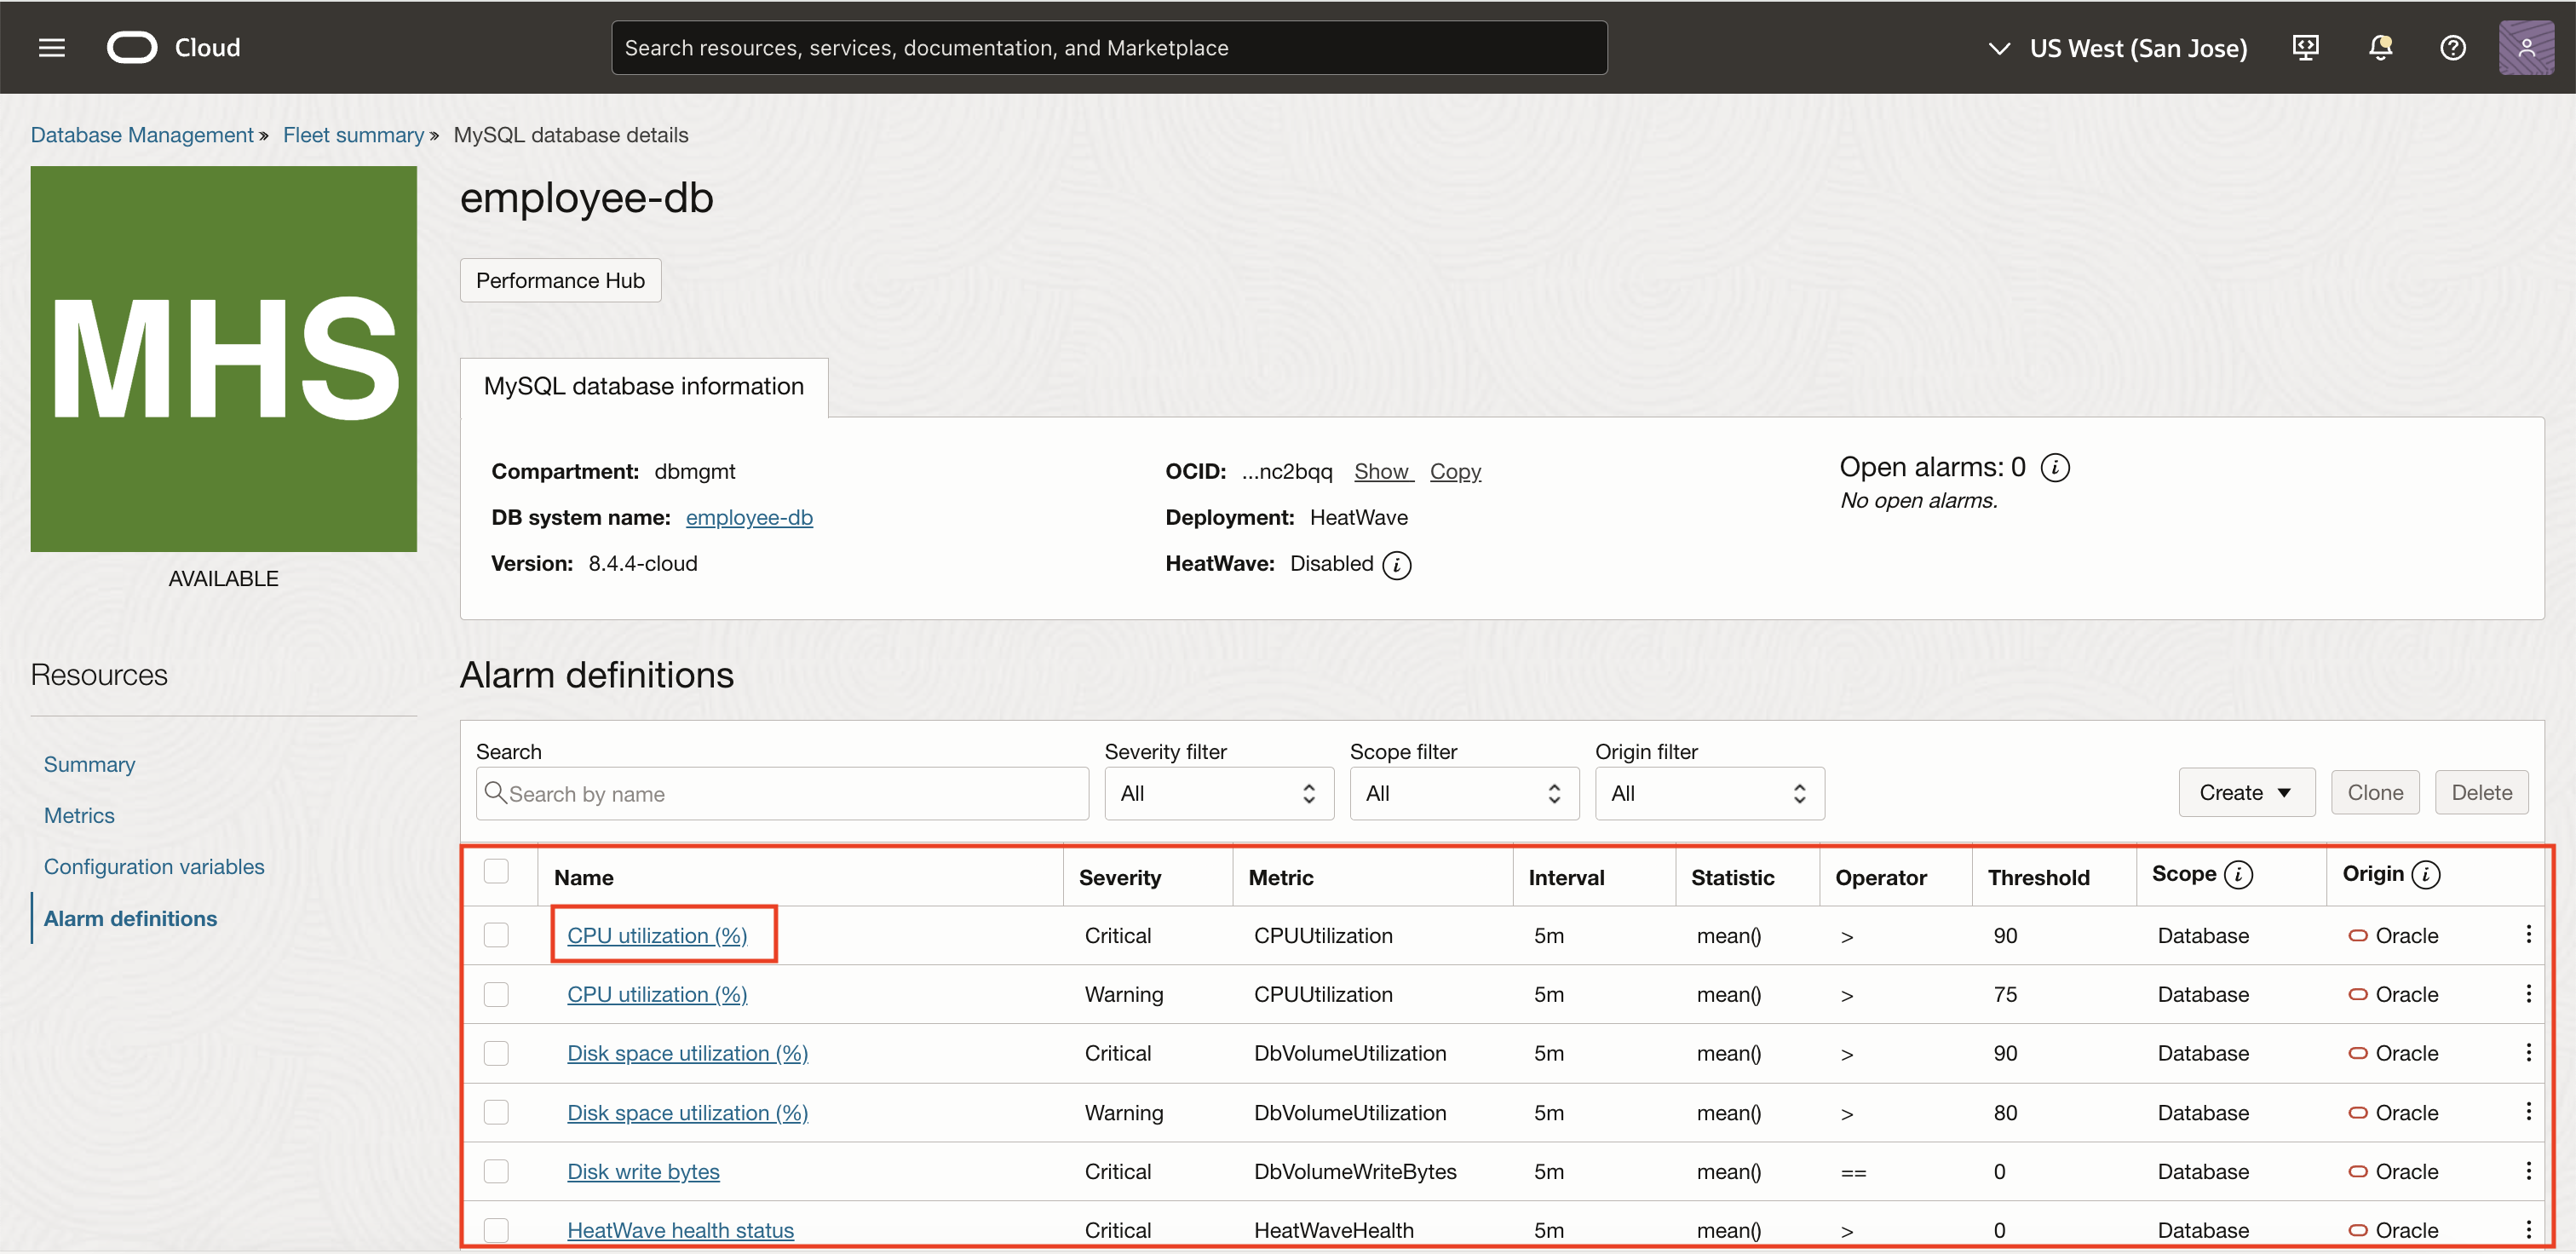 Cloud
Search resources, services, documentation, and Marketplace
US West (San Jose)
Database Management » Fleet summary » MySQL database details
MHS
AVAILABLE
employee-db
Performance Hub
MySQL database information
Compartment: dbmgmt
DB system name: employee-db
Version: 8.4.4-cloud
OCID: ...nc2bqq Show Copy
Deployment: HeatWave
HeatWave: Disabled
Open alarms: 0
No open alarms.
Resources
Summary
Metrics
Configuration variables
Alarm definitions
Alarm definitions
Search Severity filter Scope filter Origin filter
Search by name All All All Create Clone Delete
Name Severity Metric Interval Statistic Operator Threshold Scope Origin
CPU utilization (%) Critical CPUUtilization 5m mean() > 90 Database Oracle
CPU utilization (%) Warning CPUUtilization 5m mean() > 75 Database Oracle
Disk space utilization (%) Critical DbVolumeUtilization 5m mean() > 90 Database Oracle
Disk space utilization (%) Warning DbVolumeUtilization 5m mean() > 80 Database Oracle
Disk write bytes Critical DbVolumeWriteBytes 5m mean() == 0 Database Oracle
HeatWave health status Critical HeatWaveHealth 5m mean() > 0 Database Oracle